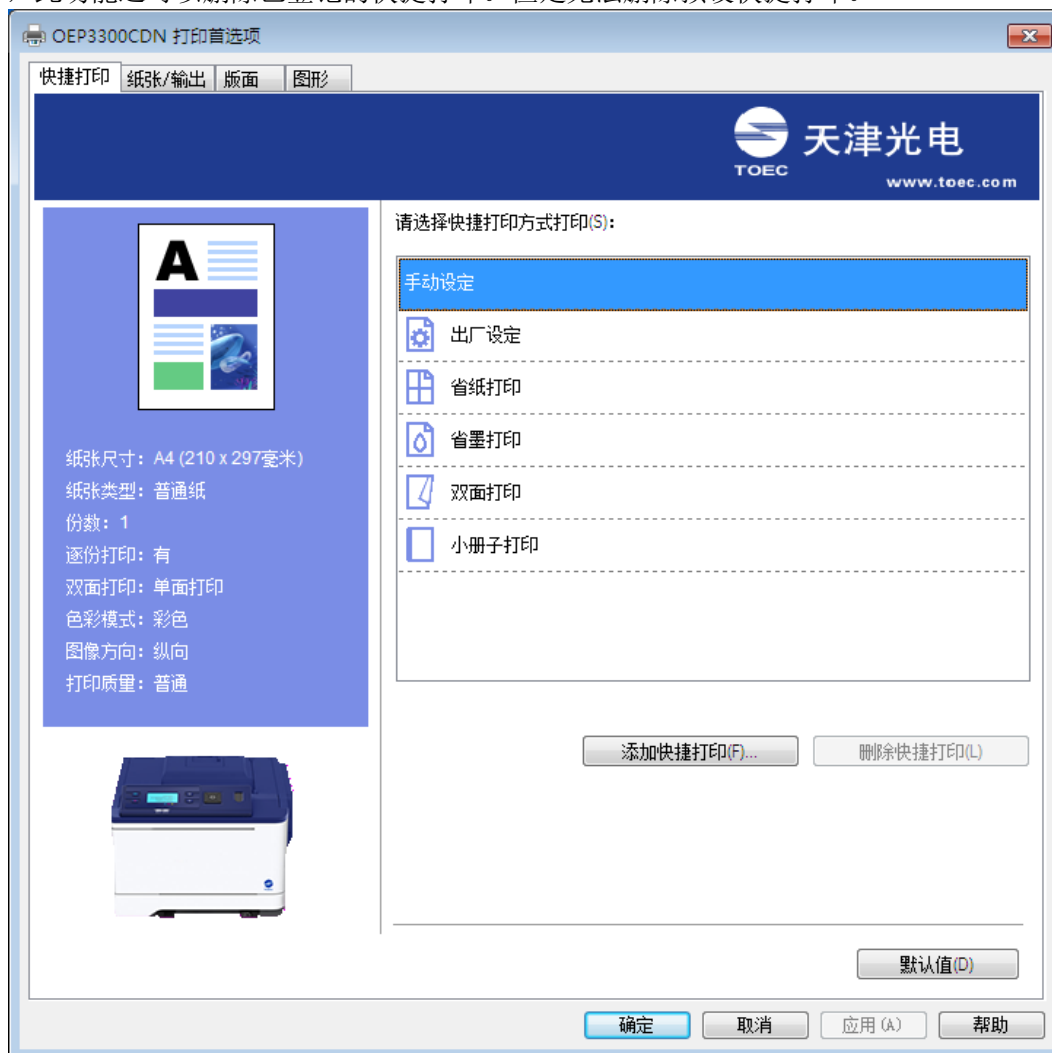 OEP3300CDN 打印首选项
快捷打印 纸张/输出 版面 图形
TOEC
天津光电
www.toec.com
A
纸张尺寸：A4 (210 x 297毫米)
纸张类型：普通纸
份数：1
逐份打印：有
双面打印：单面打印
色彩模式：彩色
图像方向：纵向
打印质量：普通
请选择快捷打印方式打印(S)：
手动设定
出厂设定
省纸打印
省墨打印
双面打印
小册子打印
添加快捷打印(F)... 删除快捷打印(L)
默认值(D)
确定 取消 应用(A) 帮助